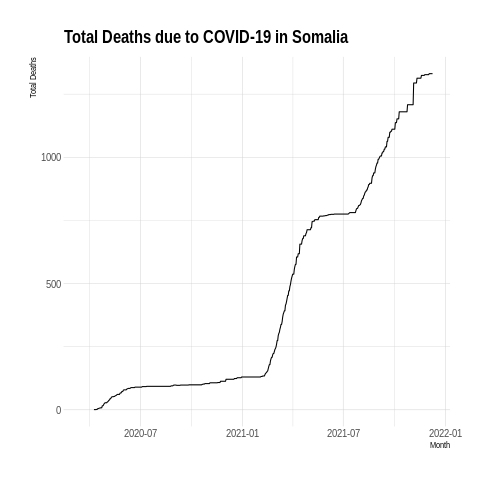 Total Deaths due to COVID-19 in Somalia
Total Deaths
1000
500
0
2020-07 2021-01 2021-07 2022-01
Month